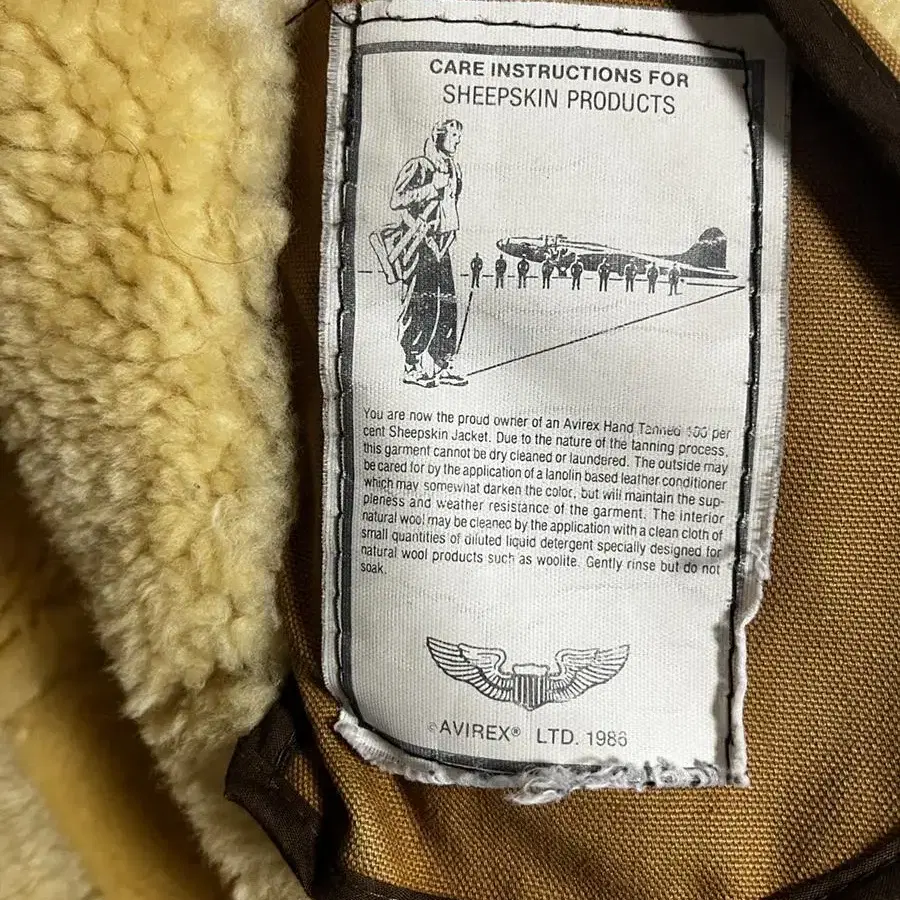 CARE INSTRUCTIONS FOR
SHEEPSKIN PRODUCTS
You are now the proud owner of an Avirex Hand Tanned 100 per
cent Sheepskin Jacket. Due to the nature of the tanning process,
this garment cannot be dry cleaned or laundered. The outside may
be cared for by the application of a lanolin based leather conditioner
which may somewhat darken the color, but will maintain the sup-
pleness and weather resistance of the garment. The interior
natural wool may be cleaned by the application with a clean cloth of
small quantities of diluted liquid detergent specially designed for
natural wool products such as woolite. Gently rinse but do not
soak.
©AVIREX® LTD. 1986